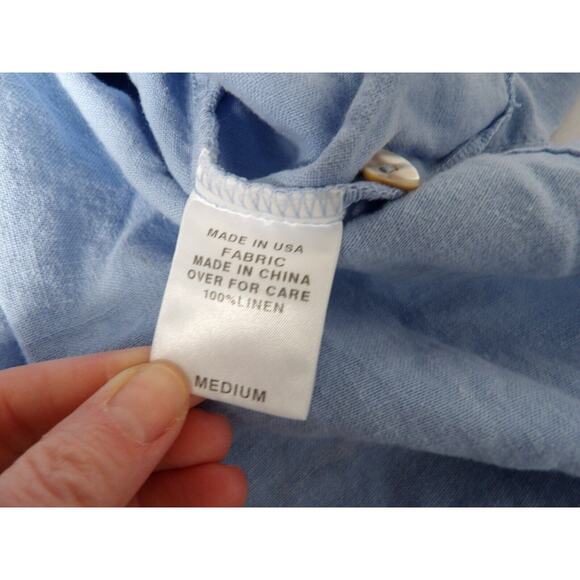 MADE IN USA
FABRIC
MADE IN CHINA
OVER FOR CARE
100%LINEN
MEDIUM